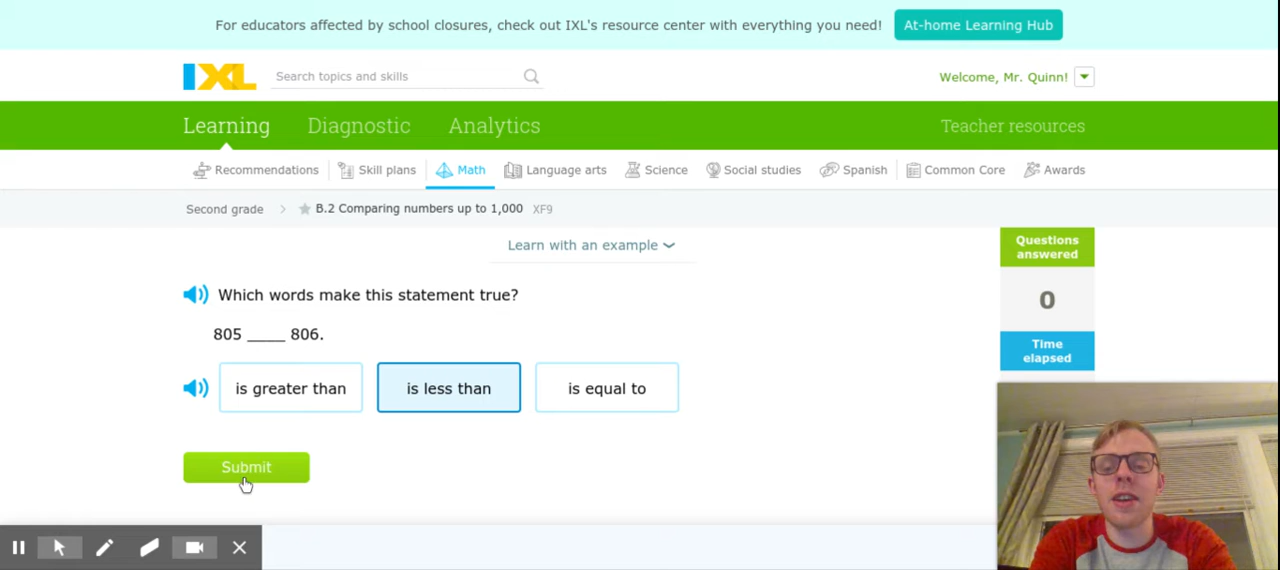 For educators affected by school closures, check out IXL's resource center with everything you need! At-home Learning Hub
IXL Search topics and skills Welcome, Mr. Quinn!
Learning Diagnostic Analytics Teacher resources
Recommendations Skill plans Math Language arts Science Social studies Spanish Common Core Awards
Second grade > B.2 Comparing numbers up to 1,000 XF9
Learn with an example
Questions
answered
0
Time
elapsed
Which words make this statement true?
805 ____ 806.
is greater than is less than is equal to
Submit